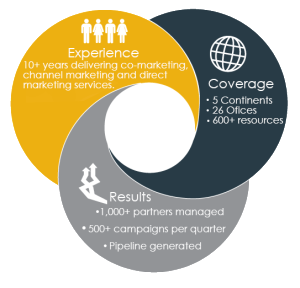 Experience
10+ years delivering co-marketing,
channel marketing and direct
marketing services.
Coverage
• 5 Continents
• 26 Ofices
• 600+ resources
Results
•1,000+ partners managed
• 500+ campaigns per quarter
• Pipeline generated